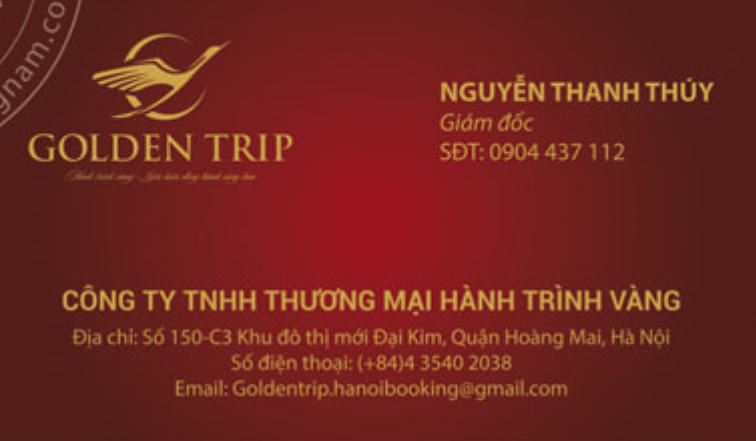 gnam.co
GOLDEN TRIP
NGUYỄN THANH THÚY
Giám đốc
SĐT: 0904 437 112
CÔNG TY TNHH THƯƠNG MẠI HÀNH TRÌNH VÀNG
Địa chỉ: Số 150-C3 Khu đô thị mới Đại Kim, Quận Hoàng Mai, Hà Nội
Số điện thoại: (+84)4 3540 2038
Email: Goldentrip.hanoibooking@gmail.com